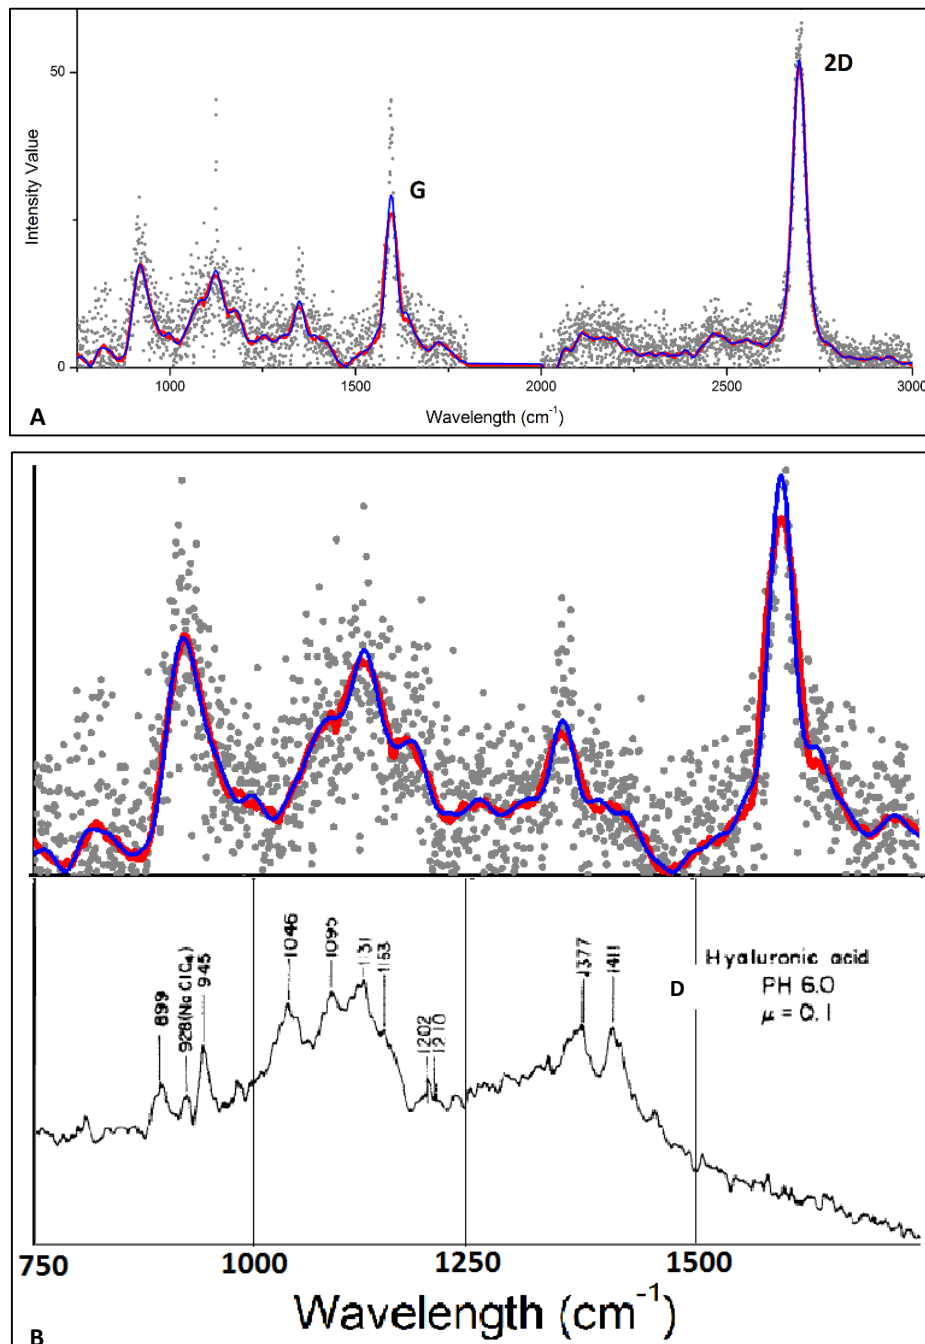 50
2D
Intensity Value
G
0
1000
1500
2000
2500
3000
A
Wavelength (cm⁻¹)
899
928(NaClO₄)
945
1046
1095
1131
1163
1202
1210
1377
1411
Hyaluronic acid
D
PH 6.0
μ = 0.1
750
1000
1250
1500
Wavelength (cm⁻¹)
B